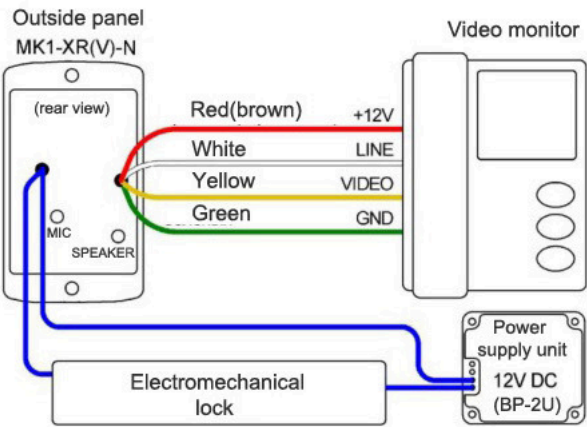 Outside panel
MK1-XR(V)-N
Video monitor
(rear view)
Red(brown)
+12V
White
LINE
Yellow
VIDEO
Green
GND
MIC
SPEAKER
Power
supply unit
12V DC
(BP-2U)
Electromechanical
lock